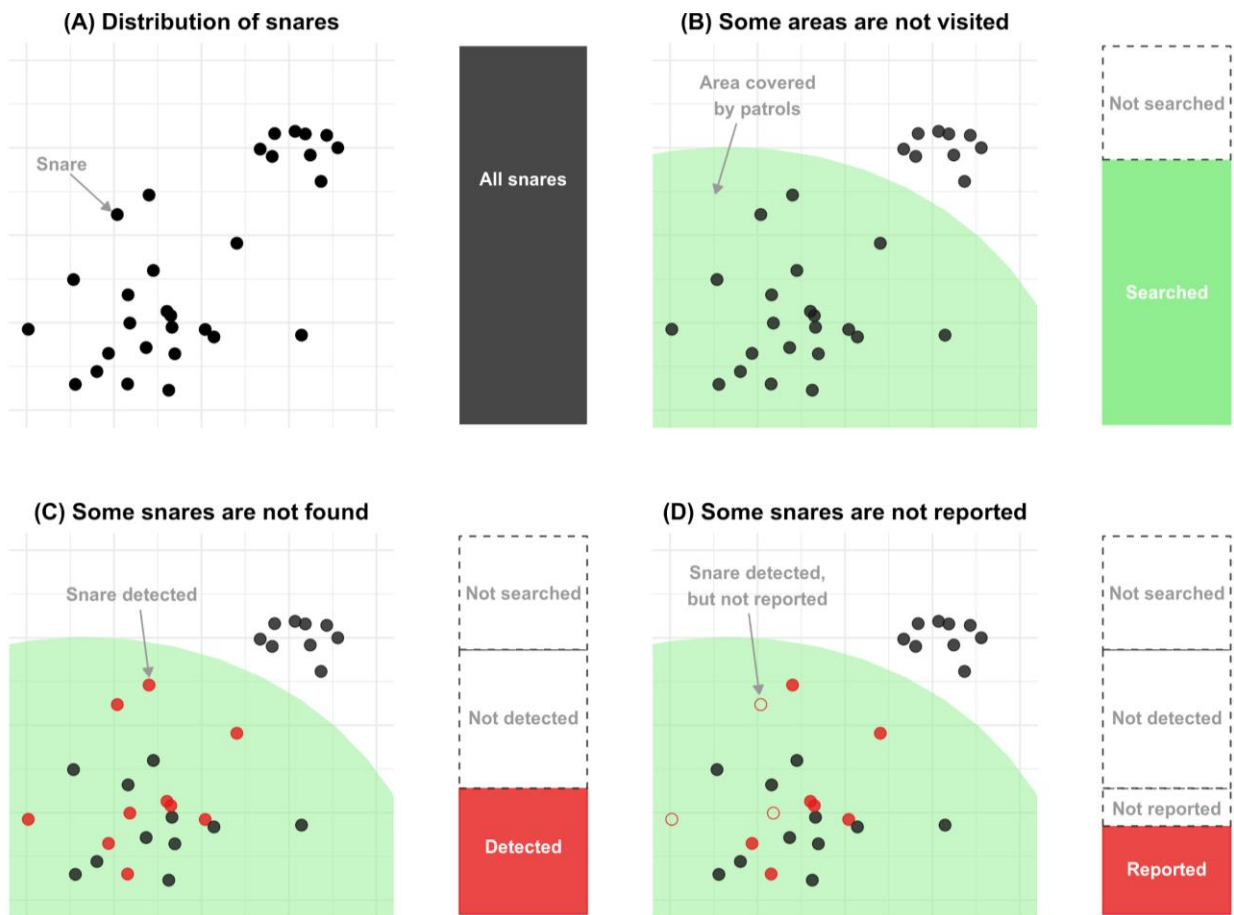 (A) Distribution of snares
Snare
All snares
(B) Some areas are not visited
Area covered
by patrols
Not searched
Searched
(C) Some snares are not found
Snare detected
Not searched
Not detected
Detected
(D) Some snares are not reported
Snare detected,
but not reported
Not searched
Not detected
Not reported
Reported